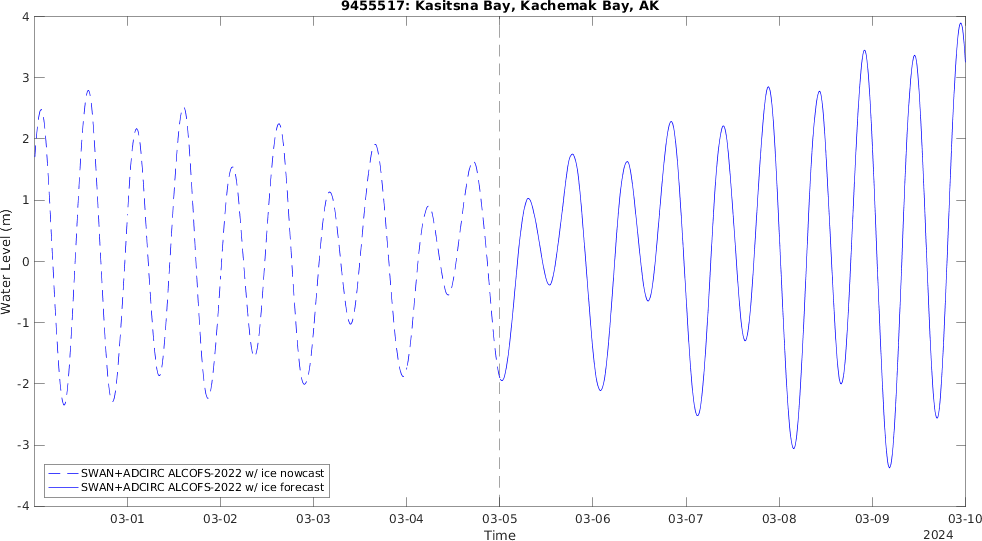 9455517: Kasitsna Bay, Kachemak Bay, AK
4
3
2
1
0
-1
-2
-3
-4
Water Level (m)
SWAN+ADCIRC ALCOFS-2022 w/ ice nowcast
SWAN+ADCIRC ALCOFS-2022 w/ ice forecast
03-01 03-02 03-03 03-04 03-05 03-06 03-07 03-08 03-09 03-10
Time
2024